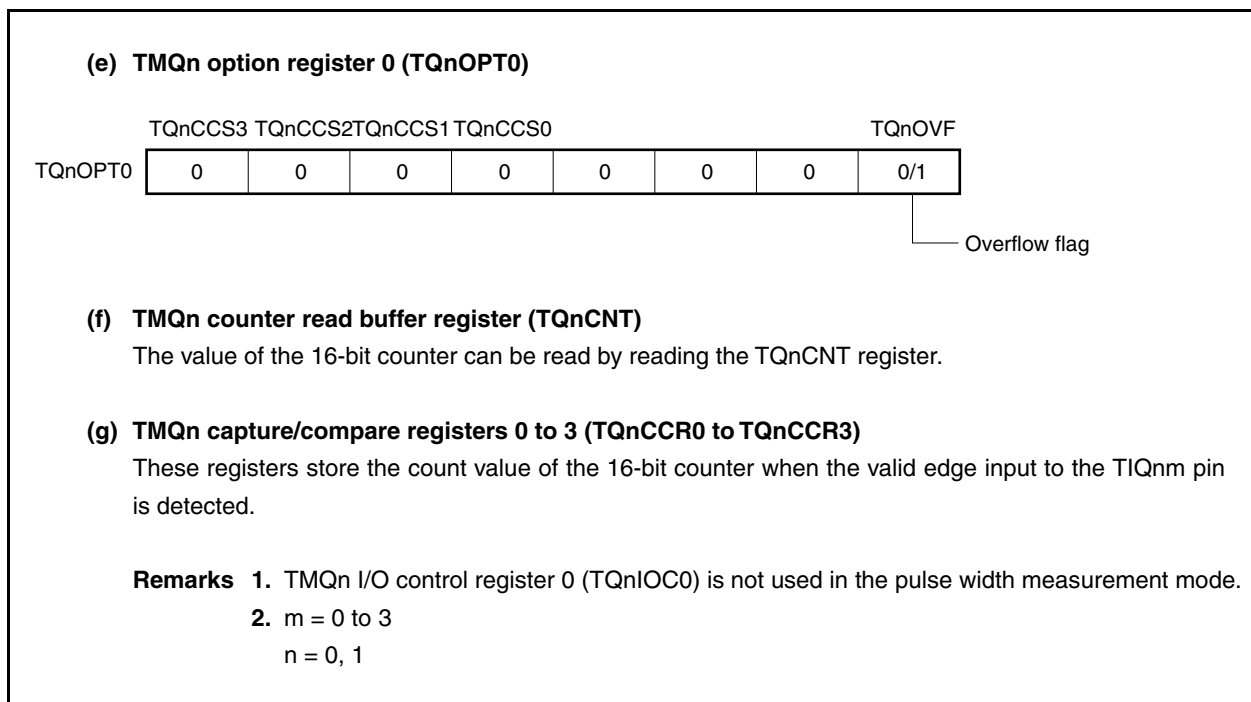 (e) TMQn option register 0 (TQnOPT0)
TQnCCS3 TQnCCS2TQnCCS1TQnCCS0 TQnOVF
TQnOPT0 0 0 0 0 0 0 0 0/1
Overflow flag
(f) TMQn counter read buffer register (TQnCNT)
The value of the 16-bit counter can be read by reading the TQnCNT register.
(g) TMQn capture/compare registers 0 to 3 (TQnCCR0 to TQnCCR3)
These registers store the count value of the 16-bit counter when the valid edge input to the TIQnm pin
is detected.
Remarks 1. TMQn I/O control register 0 (TQnIOC0) is not used in the pulse width measurement mode.
2. m = 0 to 3
n = 0, 1